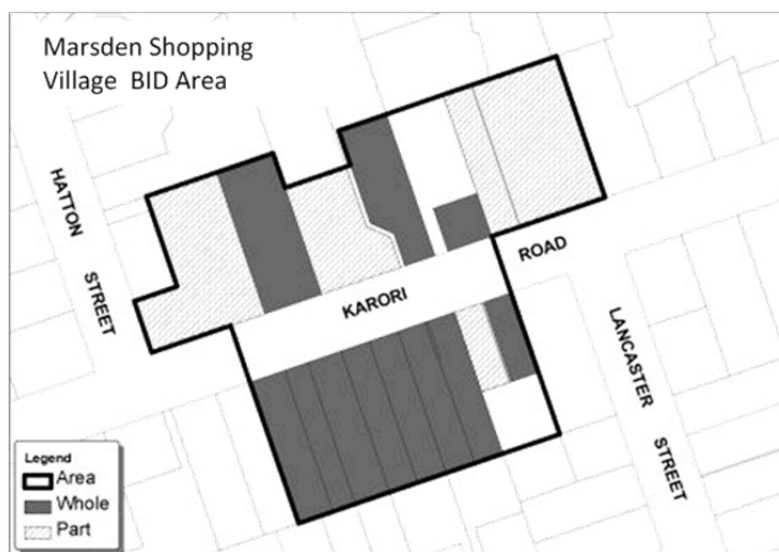 Marsden Shopping
Village BID Area
HATTON
STREET
KARORI
ROAD
LANCASTER
STREET
Legend
Area
Whole
Part